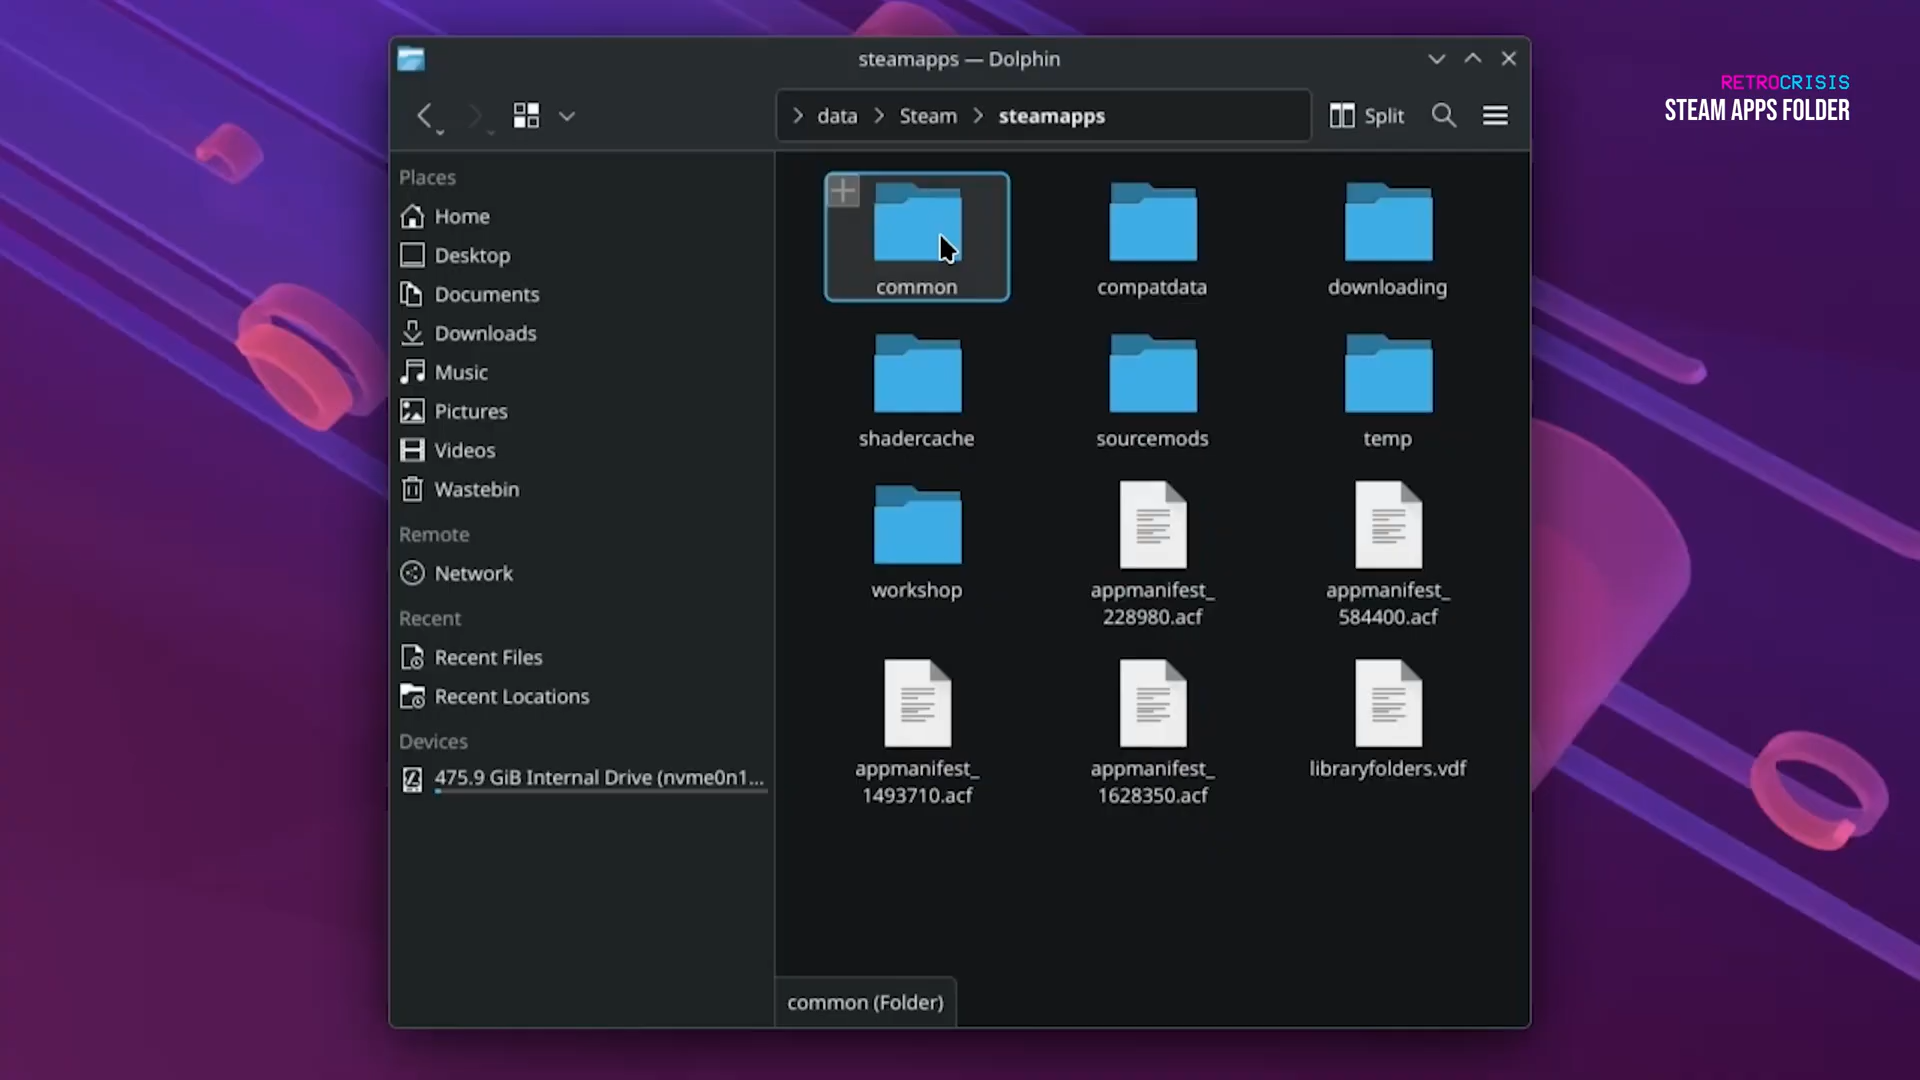 steamapps — Dolphin
RETROCRISIS
STEAM APPS FOLDER
data
Steam
steamapps
Split
Places
Home
Desktop
Documents
Downloads
Music
Pictures
Videos
Wastebin
Remote
Network
Recent
Recent Files
Recent Locations
Devices
475.9 GiB Internal Drive (nvme0n1...
common
compatdata
downloading
shadercache
sourcemods
temp
workshop
appmanifest_
228980.acf
appmanifest_
584400.acf
appmanifest_
1493710.acf
appmanifest_
1628350.acf
libraryfolders.vdf
common (Folder)